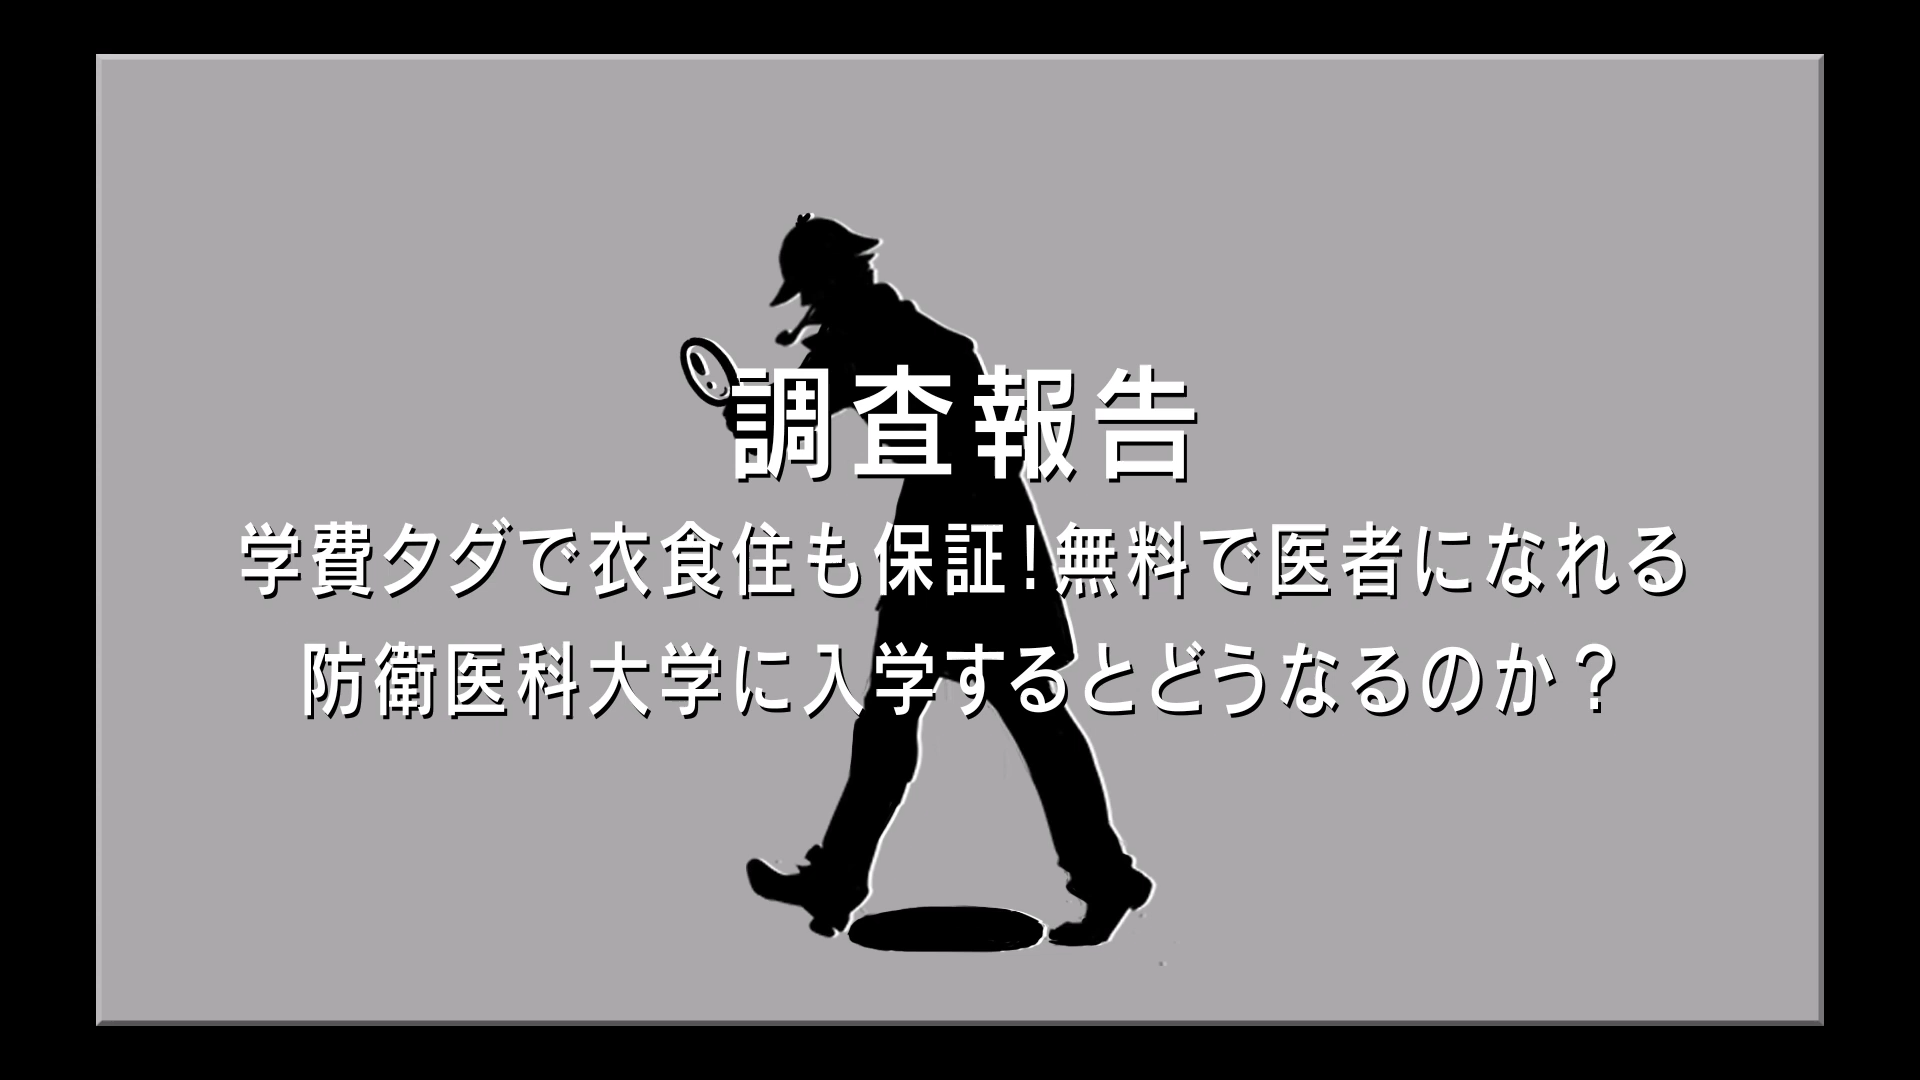 調査報告
学費タダで衣食住も保証!無料で医者になれる
防衛医科大学に入学するとどうなるのか?